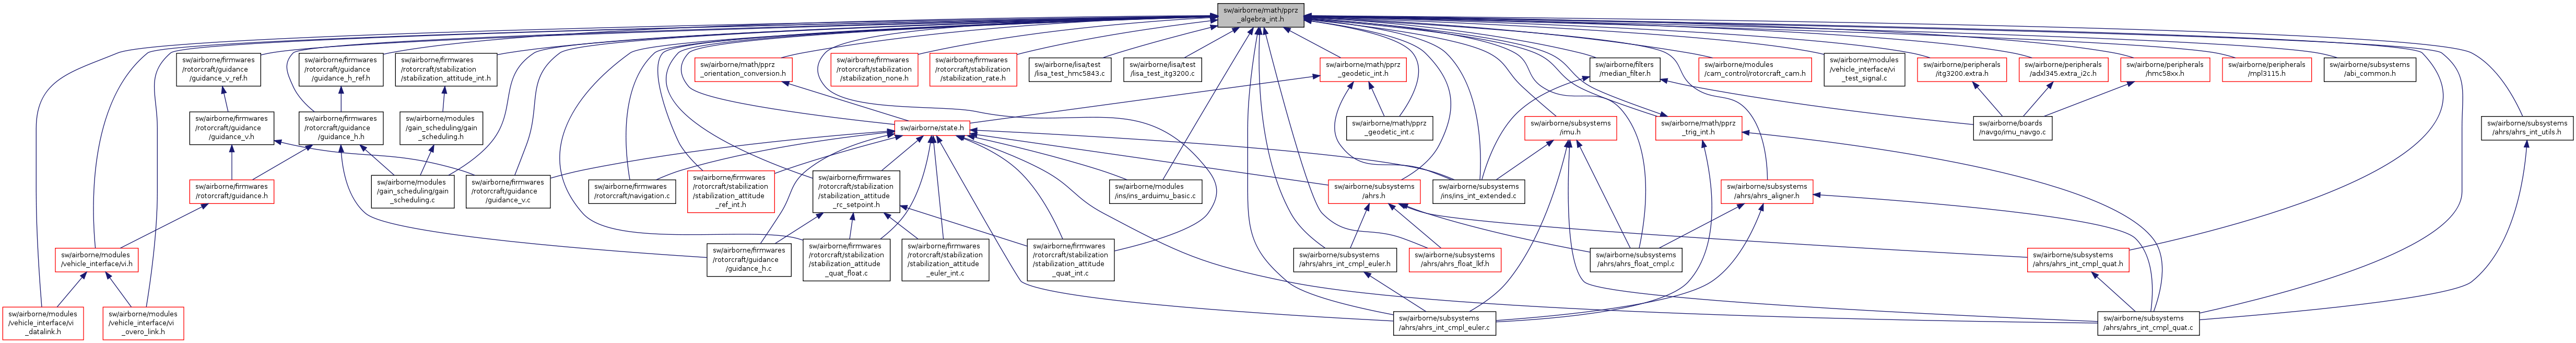 sw/airborne/math/pprz
_algebra_int.h
sw/airborne/firmwares
/rotorcraft/guidance
/guidance_v_ref.h
sw/airborne/firmwares
/rotorcraft/guidance
/guidance_h_ref.h
sw/airborne/firmwares
/rotorcraft/stabilization
/stabilization_attitude_int.h
sw/airborne/math/pprz
_orientation_conversion.h
sw/airborne/firmwares
/rotorcraft/stabilization
/stabilization_none.h
sw/airborne/firmwares
/rotorcraft/stabilization
/stabilization_rate.h
sw/airborne/lisa/test
/lisa_test_hmc5843.c
sw/airborne/lisa/test
/lisa_test_itg3200.c
sw/airborne/math/pprz
_geodetic_int.h
sw/airborne/filters
/median_filter.h
sw/airborne/modules
/cam_control/rotorcraft_cam.h
sw/airborne/modules
/vehicle_interface/vi
_test_signal.c
sw/airborne/peripherals
/itg3200.extra.h
sw/airborne/peripherals
/adxl345.extra_i2c.h
sw/airborne/peripherals
/hmc58xx.h
sw/airborne/peripherals
/mpl3115.h
sw/airborne/subsystems
/abi_common.h
sw/airborne/firmwares
/rotorcraft/guidance
/guidance_v.h
sw/airborne/firmwares
/rotorcraft/guidance
/guidance_h.h
sw/airborne/modules
/gain_scheduling/gain
_scheduling.h
sw/airborne/state.h
sw/airborne/math/pprz
_geodetic_int.c
sw/airborne/subsystems
/imu.h
sw/airborne/math/pprz
_trig_int.h
sw/airborne/boards
/navgo/imu_navgo.c
sw/airborne/subsystems
/ahrs/ahrs_int_utils.h
sw/airborne/firmwares
/rotorcraft/guidance.h
sw/airborne/modules
/gain_scheduling/gain
_scheduling.c
sw/airborne/firmwares
/rotorcraft/guidance
/guidance_v.c
sw/airborne/firmwares
/rotorcraft/navigation.c
sw/airborne/firmwares
/rotorcraft/stabilization
/stabilization_attitude
_ref_int.h
sw/airborne/firmwares
/rotorcraft/stabilization
/stabilization_attitude
_rc_setpoint.h
sw/airborne/modules
/ins/ins_arduimu_basic.c
sw/airborne/subsystems
/ahrs.h
sw/airborne/subsystems
/ins/ins_int_extended.c
sw/airborne/subsystems
/ahrs/ahrs_aligner.h
sw/airborne/modules
/vehicle_interface/vi.h
sw/airborne/firmwares
/rotorcraft/guidance
/guidance_h.c
sw/airborne/firmwares
/rotorcraft/stabilization
/stabilization_attitude
_quat_float.c
sw/airborne/firmwares
/rotorcraft/stabilization
/stabilization_attitude
_euler_int.c
sw/airborne/firmwares
/rotorcraft/stabilization
/stabilization_attitude
_quat_int.c
sw/airborne/subsystems
/ahrs/ahrs_int_cmpl_euler.h
sw/airborne/subsystems
/ahrs/ahrs_float_lkf.h
sw/airborne/subsystems
/ahrs/ahrs_float_cmpl.c
sw/airborne/subsystems
/ahrs/ahrs_int_cmpl_quat.h
sw/airborne/modules
/vehicle_interface/vi
_datalink.h
sw/airborne/modules
/vehicle_interface/vi
_overo_link.h
sw/airborne/subsystems
/ahrs/ahrs_int_cmpl_euler.c
sw/airborne/subsystems
/ahrs/ahrs_int_cmpl_quat.c